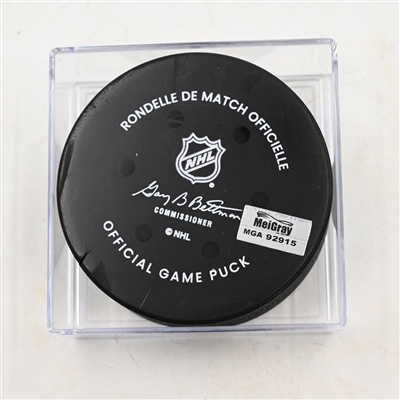 RONDELLE DE MATCH OFFICIELLE
NHL
Gary B Bettman
COMMISSIONER
© NHL
MeiGray
MGA 92915
OFFICIAL GAME PUCK